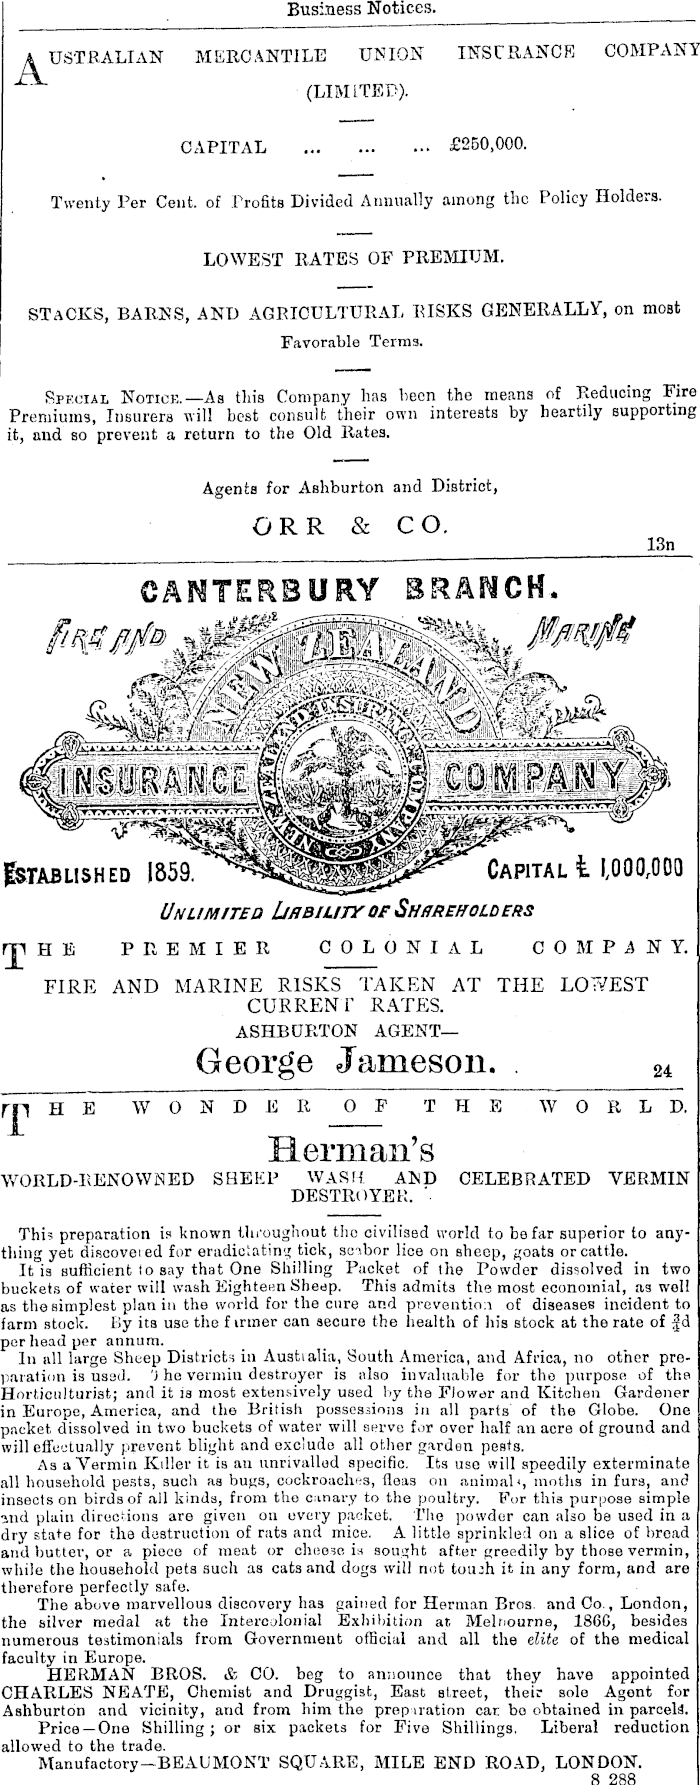 Business Notices.
AUSTRALIAN MERCANTILE UNION INSURANCE COMPANY
(LIMITED).
CAPITAL ... ... ... £250,000.
Twenty Per Cent. of Profits Divided Annually among the Policy Holders.
LOWEST RATES OF PREMIUM.
STACKS, BARNS, AND AGRICULTURAL RISKS GENERALLY, on most
Favorable Terms.
SPECIAL NOTICE.—As this Company has been the means of Reducing Fire
Premiums, Insurers will best consult their own interests by heartily supporting
it, and so prevent a return to the Old Rates.
Agents for Ashburton and District,
ORR & CO.
13n
CANTERBURY BRANCH.
FIRE AND MARINE
NEW ZEALAND
INSURANCE COMPANY
NEW ZEALAND INSURANCE COMPANY
ESTABLISHED 1859. CAPITAL £ 1,000,000
UNLIMITED LIABILITY OF SHAREHOLDERS
THE PREMIER COLONIAL COMPANY.
FIRE AND MARINE RISKS TAKEN AT THE LOWEST
CURRENT RATES.
ASHBURTON AGENT—
George Jameson.
24
THE WONDER OF THE WORLD.
Herman's
WORLD-RENOWNED SHEEP WASH AND CELEBRATED VERMIN
DESTROYER.
This preparation is known throughout the civilised world to be far superior to any-
thing yet discovered for eradictating tick, scabor lice on sheep, goats or cattle.
It is sufficient to say that One Shilling Packet of the Powder dissolved in two
buckets of water will wash Eighteen Sheep. This admits the most economial, as well
as the simplest plan in the world for the cure and prevention of diseases incident to
farm stock. By its use the farmer can secure the health of his stock at the rate of ¾d
per head per annum.
In all large Sheep Districts in Australia, South America, and Africa, no other pre-
paration is used. The vermin destroyer is also invaluable for the purpose of the
Horticulturist; and it is most extensively used by the Flower and Kitchen Gardener
in Europe, America, and the British possessions in all parts of the Globe. One
packet dissolved in two buckets of water will serve for over half an acre of ground and
will effectually prevent blight and exclude all other garden pests.
As a Vermin Killer it is an unrivalled specific. Its use will speedily exterminate
all household pests, such as bugs, cockroaches, fleas on animals, moths in furs, and
insects on birds of all kinds, from the canary to the poultry. For this purpose simple
and plain directions are given on every packet. The powder can also be used in a
dry state for the destruction of rats and mice. A little sprinkled on a slice of bread
and butter, or a piece of meat or cheese is sought after greedily by those vermin,
while the household pets such as cats and dogs will not touch it in any form, and are
therefore perfectly safe.
The above marvellous discovery has gained for Herman Bros. and Co., London,
the silver medal at the Intercolonial Exhibition at Melbourne, 1866, besides
numerous testimonials from Government official and all the elite of the medical
faculty in Europe.
HERMAN BROS. & CO. beg to announce that they have appointed
CHARLES NEATE, Chemist and Druggist, East street, their sole Agent for
Ashburton and vicinity, and from him the preparation can be obtained in parcels.
Price—One Shilling; or six packets for Five Shillings. Liberal reduction
allowed to the trade.
Manufactory—BEAUMONT SQUARE, MILE END ROAD, LONDON.
8 288